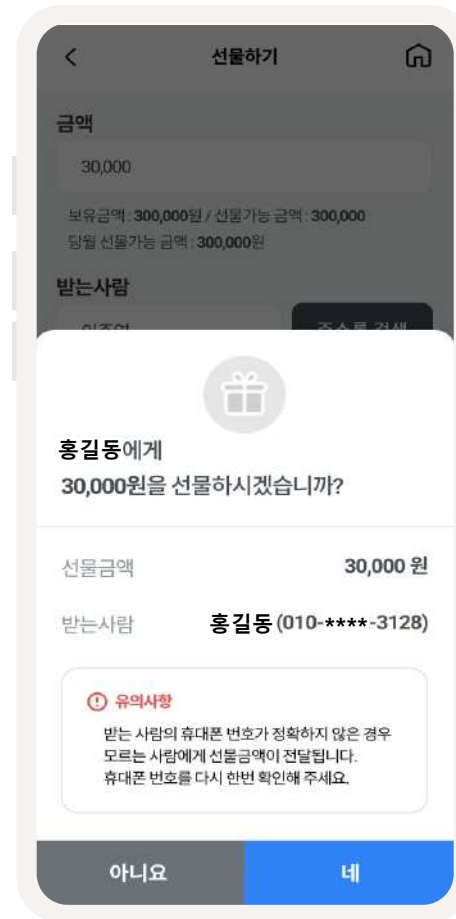 선물하기
금액
30,000
보유금액 : 300,000원 / 선물가능 금액 : 300,000
당월 선물가능 금액 : 300,000원
받는사람
홍길동에게
30,000원을 선물하시겠습니까?
선물금액 30,000 원
받는사람 홍길동 (010-****-3128)
유의사항
받는 사람의 휴대폰 번호가 정확하지 않은 경우
모르는 사람에게 선물금액이 전달됩니다.
휴대폰 번호를 다시 한번 확인해 주세요.
아니요 네